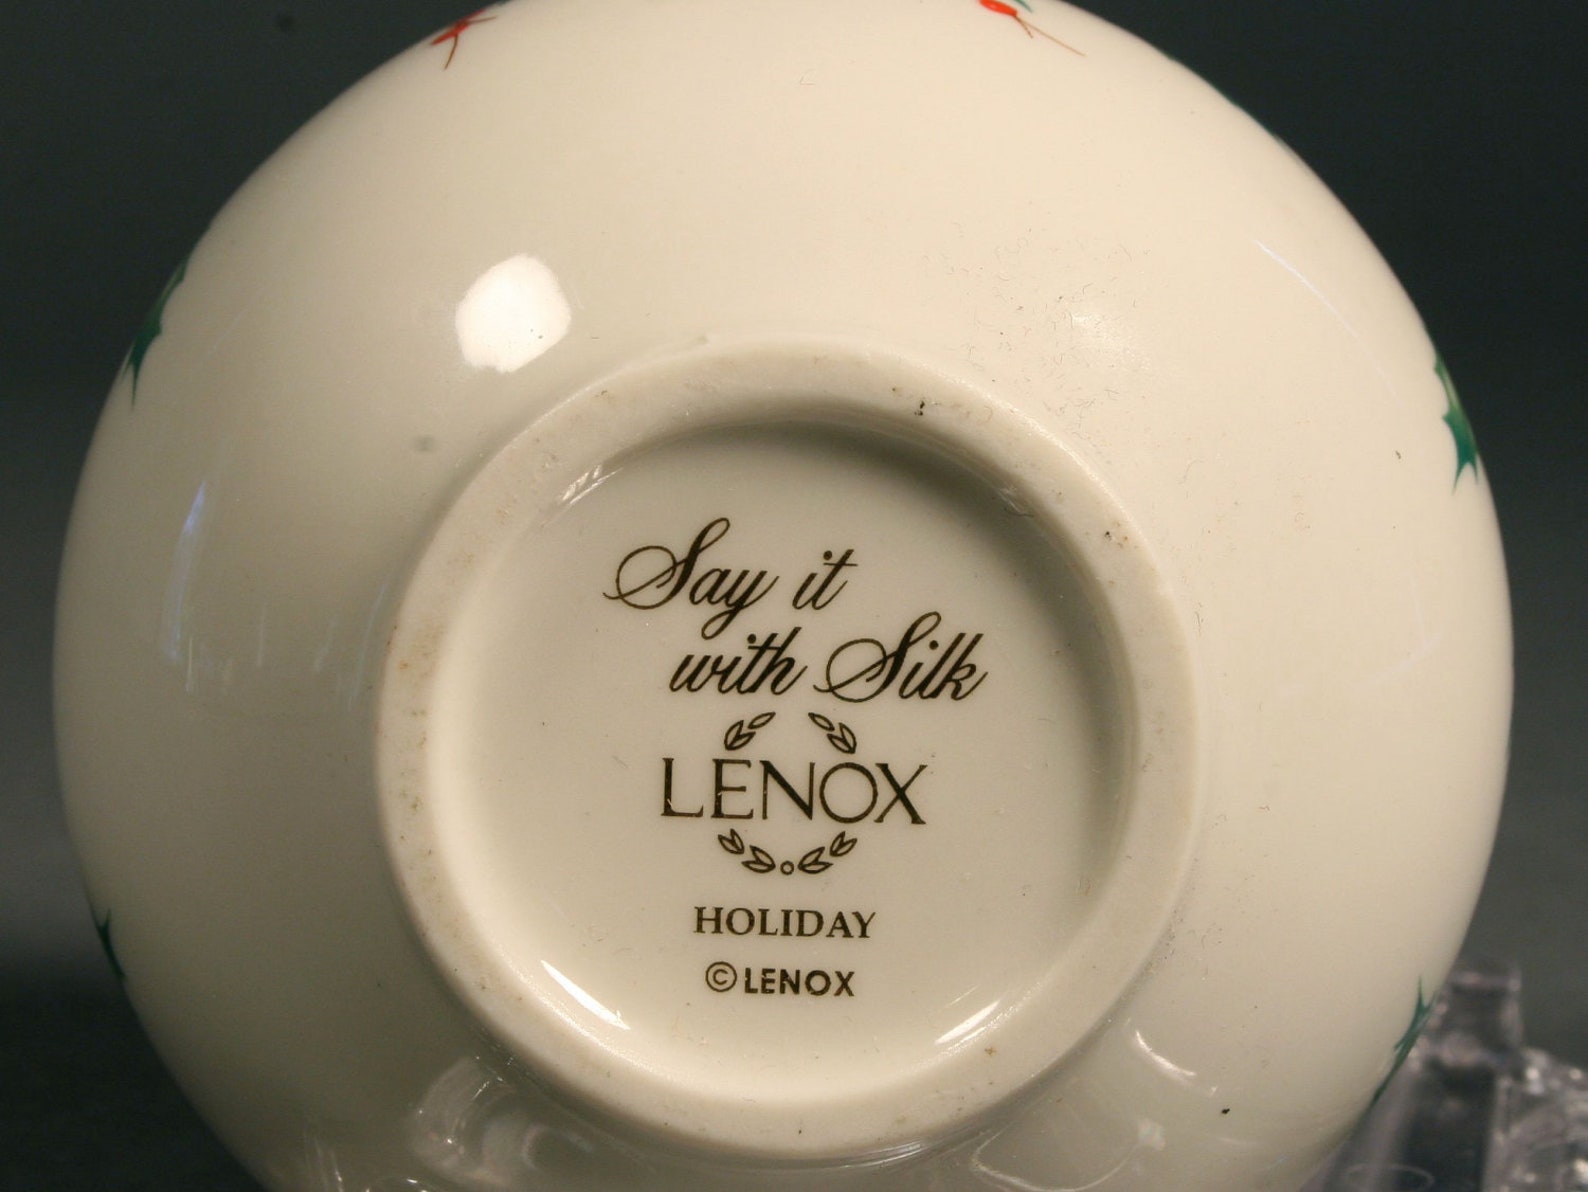 Say it
with Silk
LENOX
HOLIDAY
© LENOX